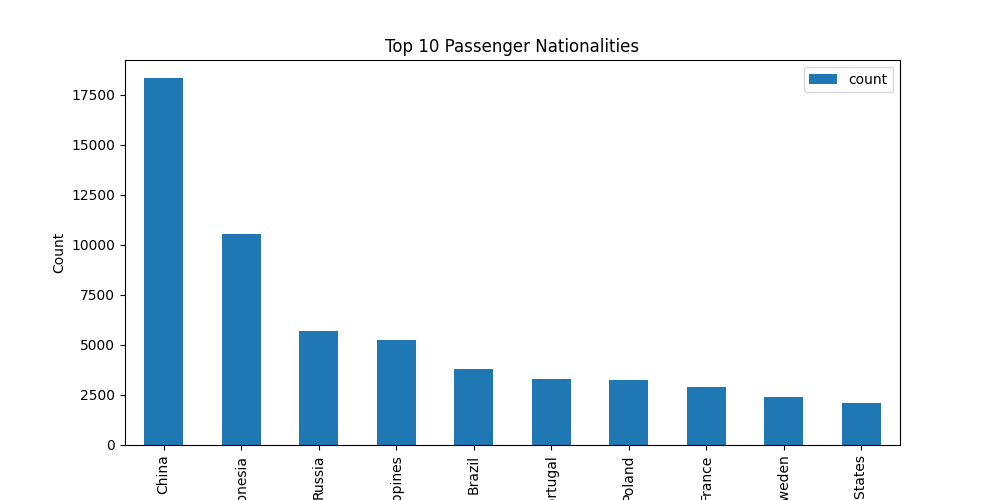 Top 10 Passenger Nationalities
count
17500
15000
12500
10000
7500
5000
2500
0
Count
China
onesia
Russia
opines
Brazil
rtugal
Poland
France
weden
States